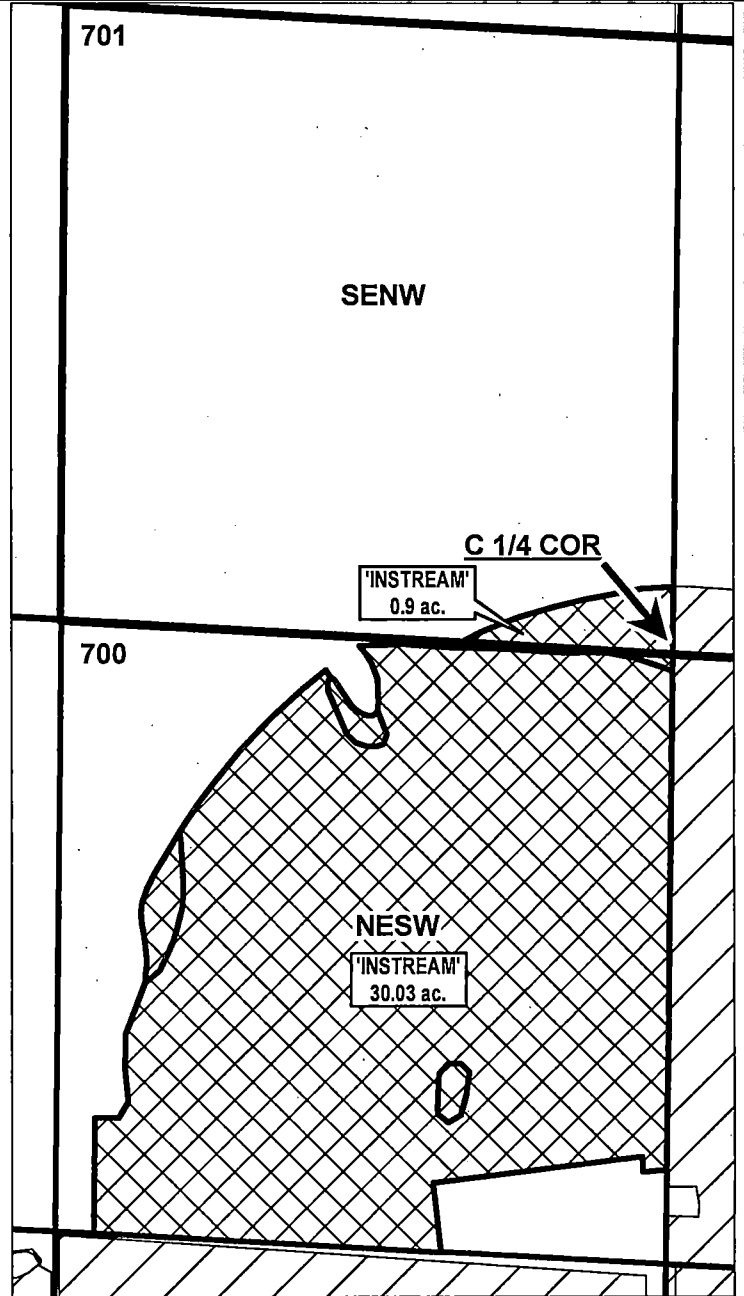 701
SENW
C 1/4 COR
'INSTREAM'
0.9 ac.
700
NESW
'INSTREAM'
30.03 ac.